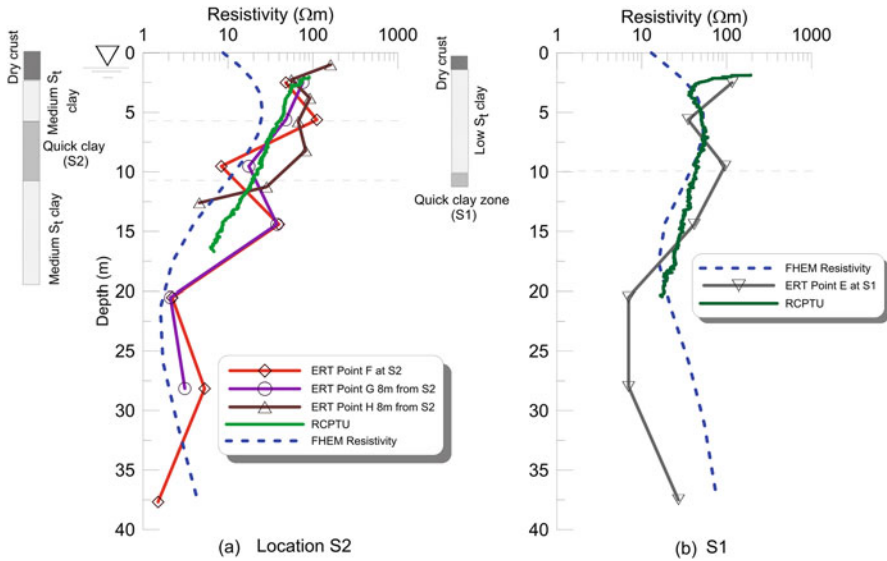 Resistivity (Ωm)
1 10 100 1000
Depth (m)
0
5
10
15
20
25
30
35
40
Dry crust
Medium St clay
Quick clay (S2)
Medium St clay
ERT Point F at S2
ERT Point G 8m from S2
ERT Point H 8m from S2
RCPTU
FHEM Resistivity
(a) Location S2
Resistivity (Ωm)
1 10 100 1000
0
5
10
15
20
25
30
35
40
Dry crust
Low St clay
Quick clay zone (S1)
FHEM Resistivity
ERT Point E at S1
RCPTU
(b) S1